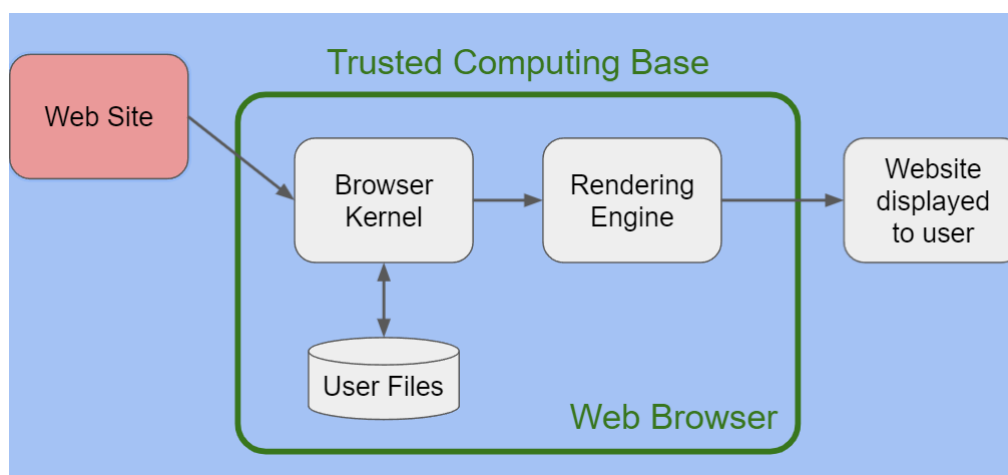 Trusted Computing Base
Web Site
Browser
Kernel
Rendering
Engine
Website
displayed
to user
User Files
Web Browser